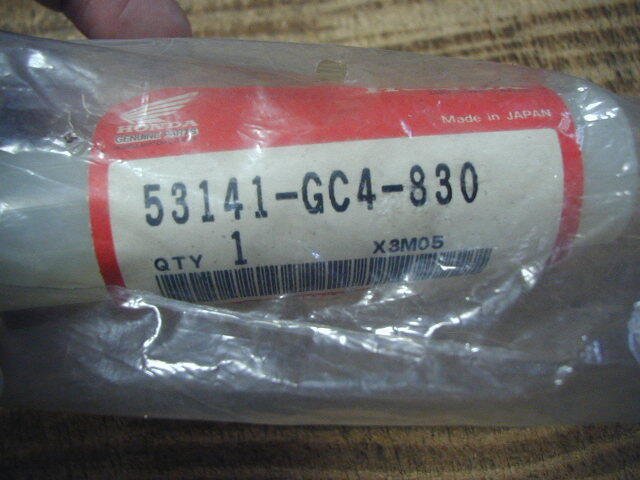 HONDA
GENUINE PARTS
Made in JAPAN
53141-GC4-830
QTY 1 X3M05